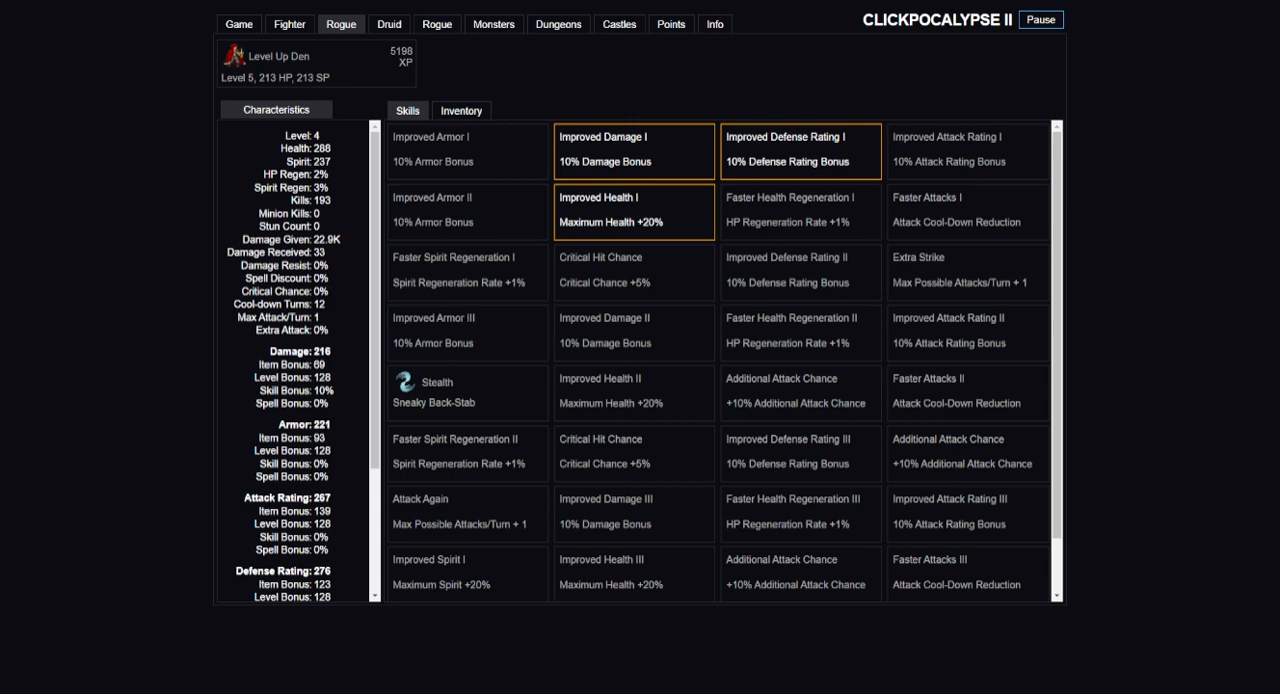 Game Fighter Rogue Druid Rogue Monsters Dungeons Castles Points Info CLICKPOCALYPSE II Pause
Level Up Den 5198
XP
Level 5, 213 HP, 213 SP
Characteristics
Level: 4
Health: 288
Spirit: 237
HP Regen: 2%
Spirit Regen: 3%
Kills: 193
Minion Kills: 0
Stun Count: 0
Damage Given: 22.9K
Damage Received: 33
Damage Resist: 0%
Spell Discount: 0%
Critical Chance: 0%
Cool-down Turns: 12
Max Attack/Turn: 1
Extra Attack: 0%
Damage: 216
Item Bonus: 69
Level Bonus: 128
Skill Bonus: 10%
Spell Bonus: 0%
Armor: 221
Item Bonus: 93
Level Bonus: 128
Skill Bonus: 0%
Spell Bonus: 0%
Attack Rating: 267
Item Bonus: 139
Level Bonus: 128
Skill Bonus: 0%
Spell Bonus: 0%
Defense Rating: 276
Item Bonus: 123
Level Bonus: 128
Skills Inventory
Improved Armor I Improved Damage I Improved Defense Rating I Improved Attack Rating I
10% Armor Bonus 10% Damage Bonus 10% Defense Rating Bonus 10% Attack Rating Bonus
Improved Armor II Improved Health I Faster Health Regeneration I Faster Attacks I
10% Armor Bonus Maximum Health +20% HP Regeneration Rate +1% Attack Cool-Down Reduction
Faster Spirit Regeneration I Critical Hit Chance Improved Defense Rating II Extra Strike
Spirit Regeneration Rate +1% Critical Chance +5% 10% Defense Rating Bonus Max Possible Attacks/Turn + 1
Improved Armor III Improved Damage II Faster Health Regeneration II Improved Attack Rating II
10% Armor Bonus 10% Damage Bonus HP Regeneration Rate +1% 10% Attack Rating Bonus
Stealth Improved Health II Additional Attack Chance Faster Attacks II
Sneaky Back-Stab Maximum Health +20% +10% Additional Attack Chance Attack Cool-Down Reduction
Faster Spirit Regeneration II Critical Hit Chance Improved Defense Rating III Additional Attack Chance
Spirit Regeneration Rate +1% Critical Chance +5% 10% Defense Rating Bonus +10% Additional Attack Chance
Attack Again Improved Damage III Faster Health Regeneration III Improved Attack Rating III
Max Possible Attacks/Turn + 1 10% Damage Bonus HP Regeneration Rate +1% 10% Attack Rating Bonus
Improved Spirit I Improved Health III Additional Attack Chance Faster Attacks III
Maximum Spirit +20% Maximum Health +20% +10% Additional Attack Chance Attack Cool-Down Reduction